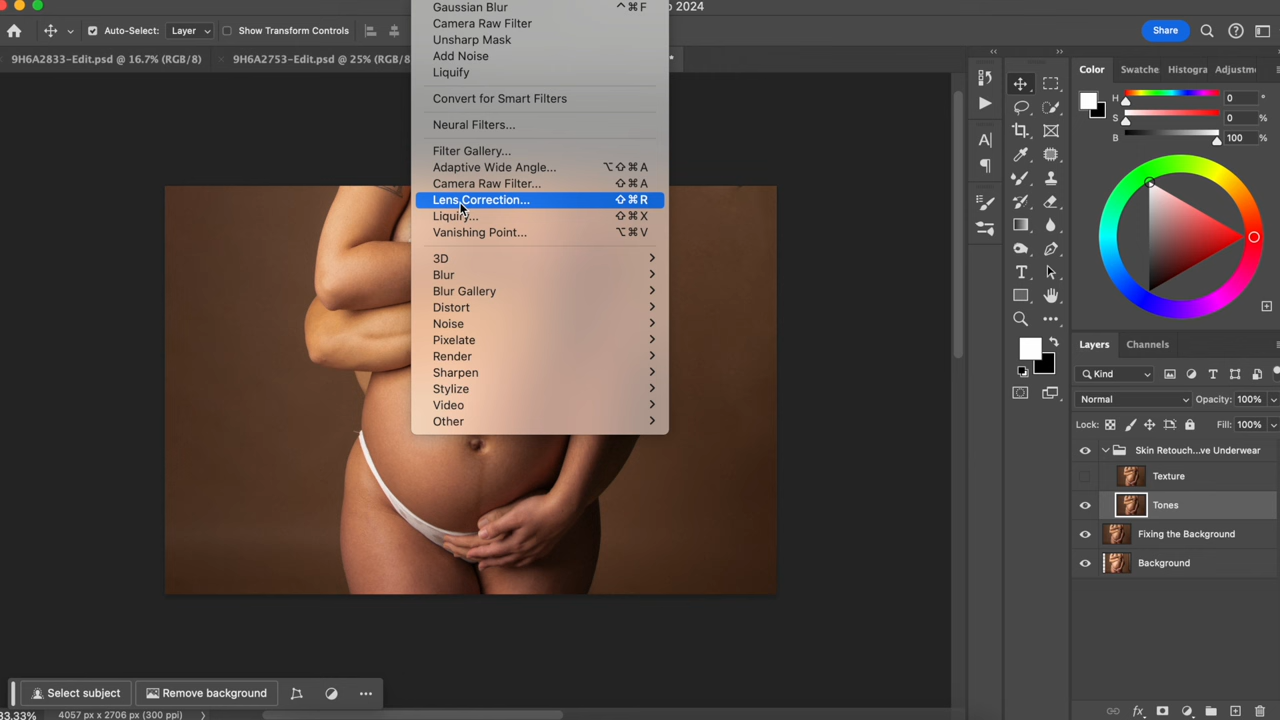 Gaussian Blur ⌃⌘F
o 2024
Camera Raw Filter
Auto-Select: Layer Show Transform Controls
Share
Unsharp Mask
Add Noise
9H6A2833-Edit.psd @ 16.7% (RGB/8) × 9H6A2753-Edit.psd @ 25% (RGB/8
Liquify
Convert for Smart Filters
Neural Filters...
Filter Gallery...
Adaptive Wide Angle... ⌥⇧⌘A
Camera Raw Filter... ⇧⌘A
Lens Correction... ⇧⌘R
Liquify... ⇧⌘X
Vanishing Point... ⌥⌘V
3D
Blur
Blur Gallery
Distort
Noise
Pixelate
Render
Sharpen
Stylize
Video
Other
Color Swatche Histogra Adjustm
H 0 °
S 0 %
B 100 %
Layers Channels
Kind
Normal Opacity: 100%
Lock: Fill: 100%
Skin Retouch...ve Underwear
Texture
Tones
Fixing the Background
Background
Select subject Remove background
33.33% 4057 px x 2706 px (300 ppi)